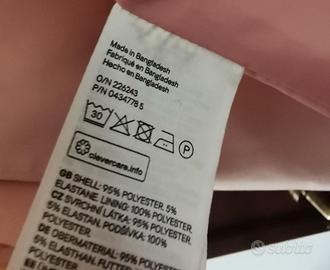 Made in Bangladesh
Fabriqué en Bangladesh
Hecho en Bangladesh
O/N 226243
P/N 0434778 5
30
P
clevercare.info
GB SHELL: 95% POLYESTER, 5%
ELASTANE. LINING: 100% POLYESTER.
CZ SVRCHNÍ LÁTKA: 95% POLYESTER,
5% ELASTAN. PODŠÍVKA: 100%
POLYESTER.
DE OBERMATERIAL: 95% POLYESTER,
5% ELASTHAN. FUTTER:
subito